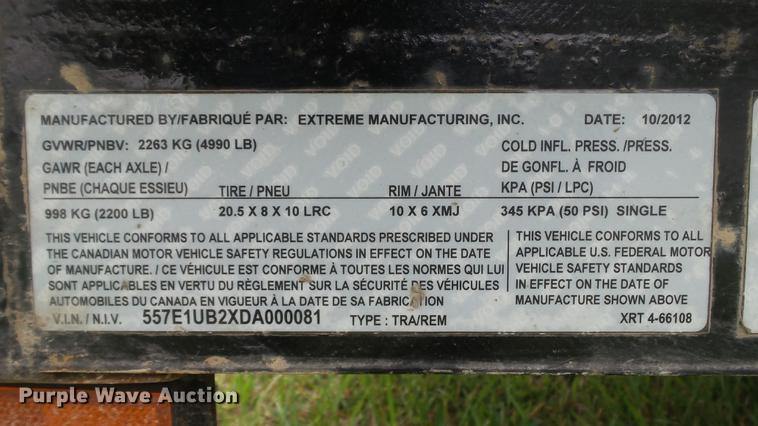 MANUFACTURED BY/FABRIQUÉ PAR: EXTREME MANUFACTURING, INC. DATE: 10/2012
GVWR/PNBV: 2263 KG (4990 LB) COLD INFL. PRESS. /PRESS.
GAWR (EACH AXLE) / DE GONFL. À FROID
PNBE (CHAQUE ESSIEU) TIRE / PNEU RIM / JANTE KPA (PSI / LPC)
998 KG (2200 LB) 20.5 X 8 X 10 LRC 10 X 6 XMJ 345 KPA (50 PSI) SINGLE
THIS VEHICLE CONFORMS TO ALL APPLICABLE STANDARDS PRESCRIBED UNDER
THE CANADIAN MOTOR VEHICLE SAFETY REGULATIONS IN EFFECT ON THE DATE
OF MANUFACTURE. / CE VÉHICULE EST CONFORME À TOUTES LES NORMES QUI LUI
SONT APPLICABLES EN VERTU DU RÈGLEMENT SUR LA SÉCURITÉ DES VÉHICULES
AUTOMOBILES DU CANADA EN VIGUEUR À LA DATE DE SA FABRICATION
THIS VEHICLE CONFORMS TO ALL
APPLICABLE U.S. FEDERAL MOTOR
VEHICLE SAFETY STANDARDS
IN EFFECT ON THE DATE OF
MANUFACTURE SHOWN ABOVE
V.I.N. / N.I.V. 557E1UB2XDA000081 TYPE : TRA/REM XRT 4-66108
Purple Wave Auction